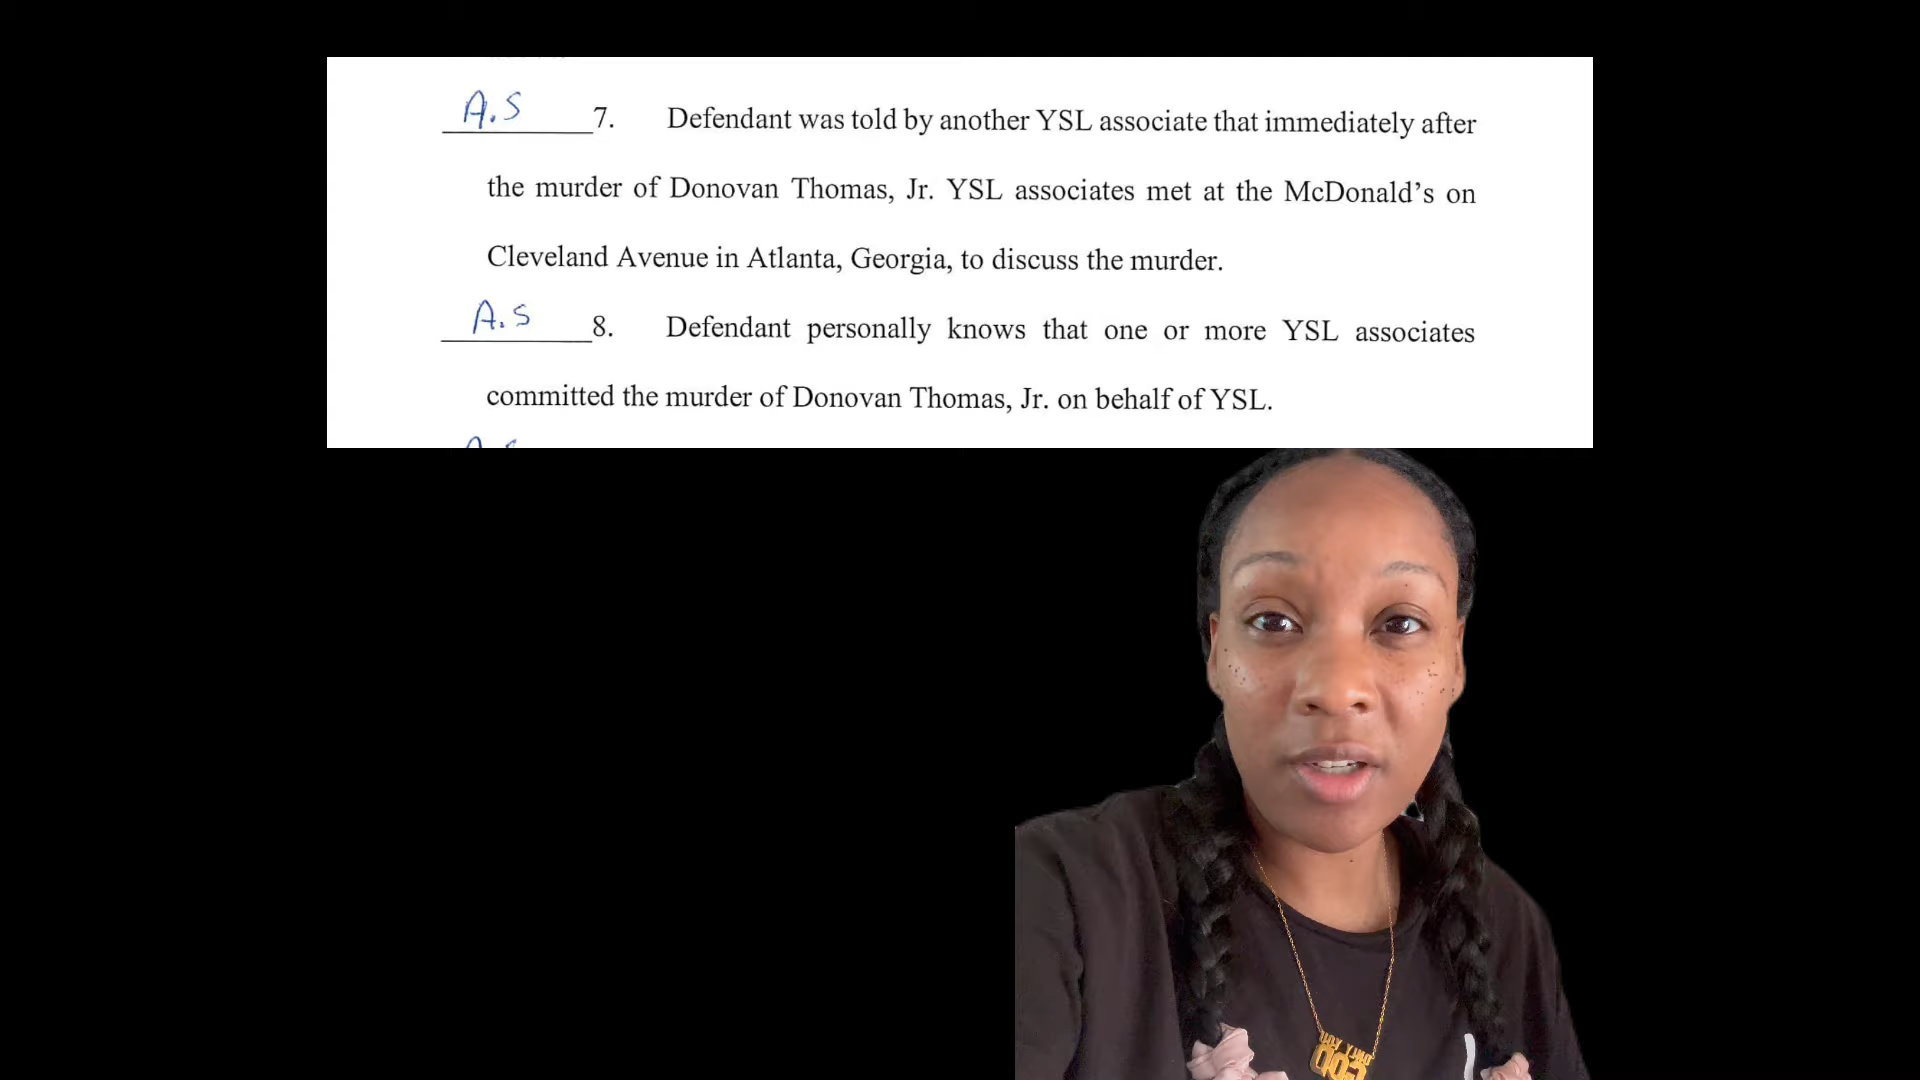 A.S 7. Defendant was told by another YSL associate that immediately after
the murder of Donovan Thomas, Jr. YSL associates met at the McDonald’s on
Cleveland Avenue in Atlanta, Georgia, to discuss the murder.
A.S 8. Defendant personally knows that one or more YSL associates
committed the murder of Donovan Thomas, Jr. on behalf of YSL.